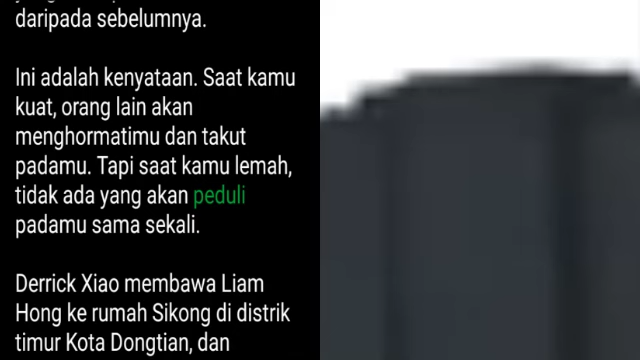 daripada sebelumnya.
Ini adalah kenyataan. Saat kamu
kuat, orang lain akan
menghormatimu dan takut
padamu. Tapi saat kamu lemah,
tidak ada yang akan peduli
padamu sama sekali.
Derrick Xiao membawa Liam
Hong ke rumah Sikong di distrik
timur Kota Dongtian, dan